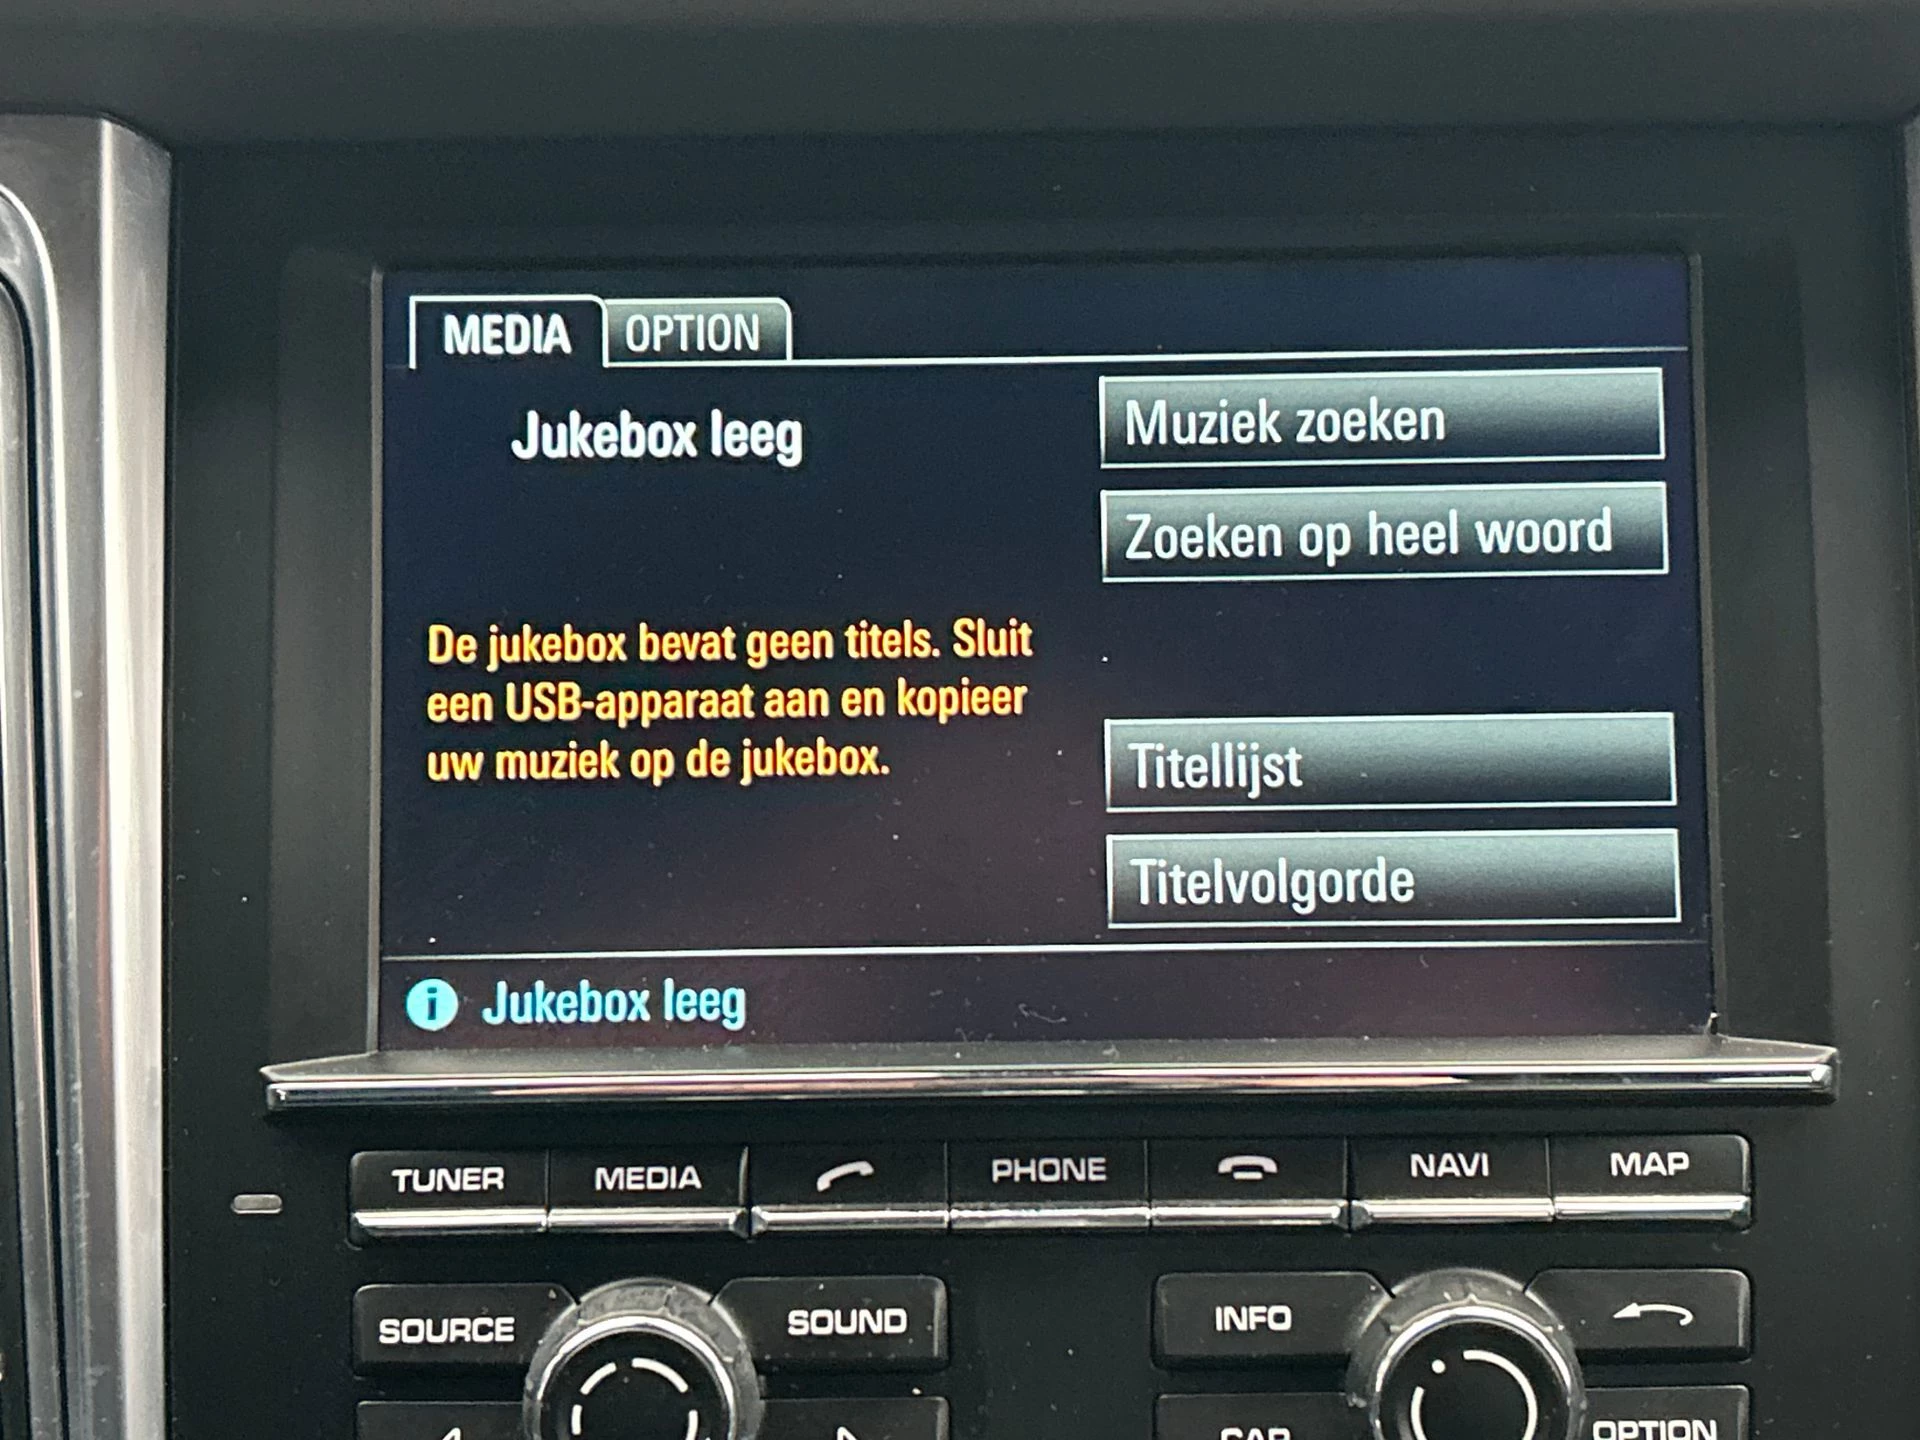 MEDIA OPTION
Jukebox leeg
Muziek zoeken
Zoeken op heel woord
De jukebox bevat geen titels. Sluit
een USB-apparaat aan en kopieer
uw muziek op de jukebox.
Titellijst
Titelvolgorde
i Jukebox leeg
TUNER MEDIA PHONE NAVI MAP
SOURCE SOUND INFO
CAR OPTION